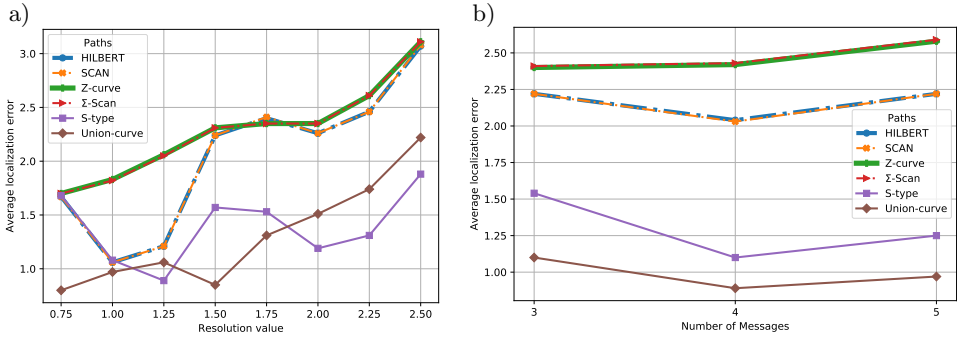 a)
Average localization error
3.0
2.5
2.0
1.5
1.0
Paths
HILBERT
SCAN
Z-curve
Σ-Scan
S-type
Union-curve
0.75 1.00 1.25 1.50 1.75 2.00 2.25 2.50
Resolution value
b)
Average localization error
2.50
2.25
2.00
1.75
1.50
1.25
1.00
Paths
HILBERT
SCAN
Z-curve
Σ-Scan
S-type
Union-curve
3 4 5
Number of Messages